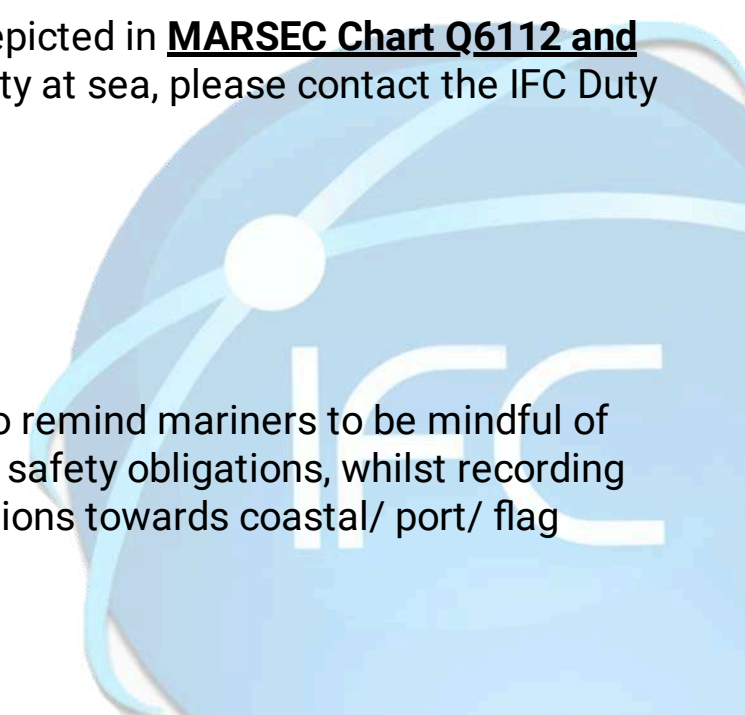 epicted in MARSEC Chart Q6112 and
ty at sea, please contact the IFC Duty
IFC
o remind mariners to be mindful of
safety obligations, whilst recording
ions towards coastal/ port/ flag